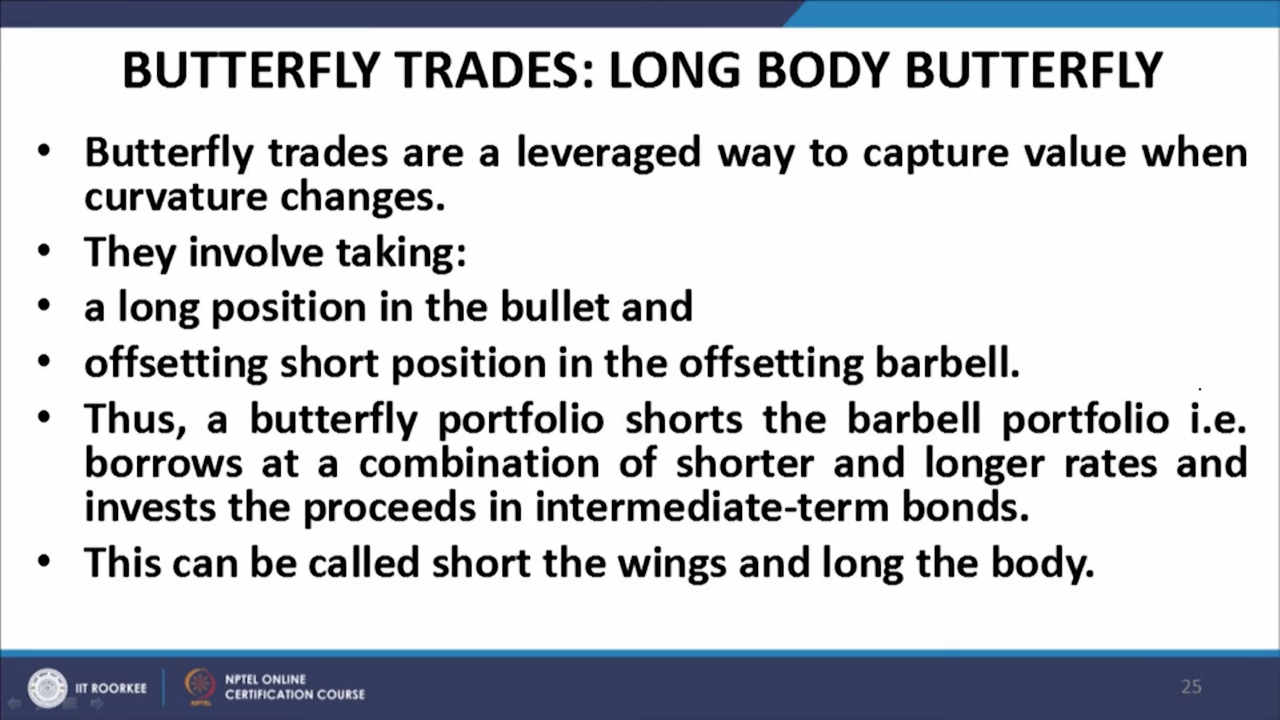 BUTTERFLY TRADES: LONG BODY BUTTERFLY
• Butterfly trades are a leveraged way to capture value when
curvature changes.
• They involve taking:
• a long position in the bullet and
• offsetting short position in the offsetting barbell.
• Thus, a butterfly portfolio shorts the barbell portfolio i.e.
borrows at a combination of shorter and longer rates and
invests the proceeds in intermediate-term bonds.
• This can be called short the wings and long the body.
IIT ROORKEE
NPTEL
NPTEL ONLINE
CERTIFICATION COURSE
25